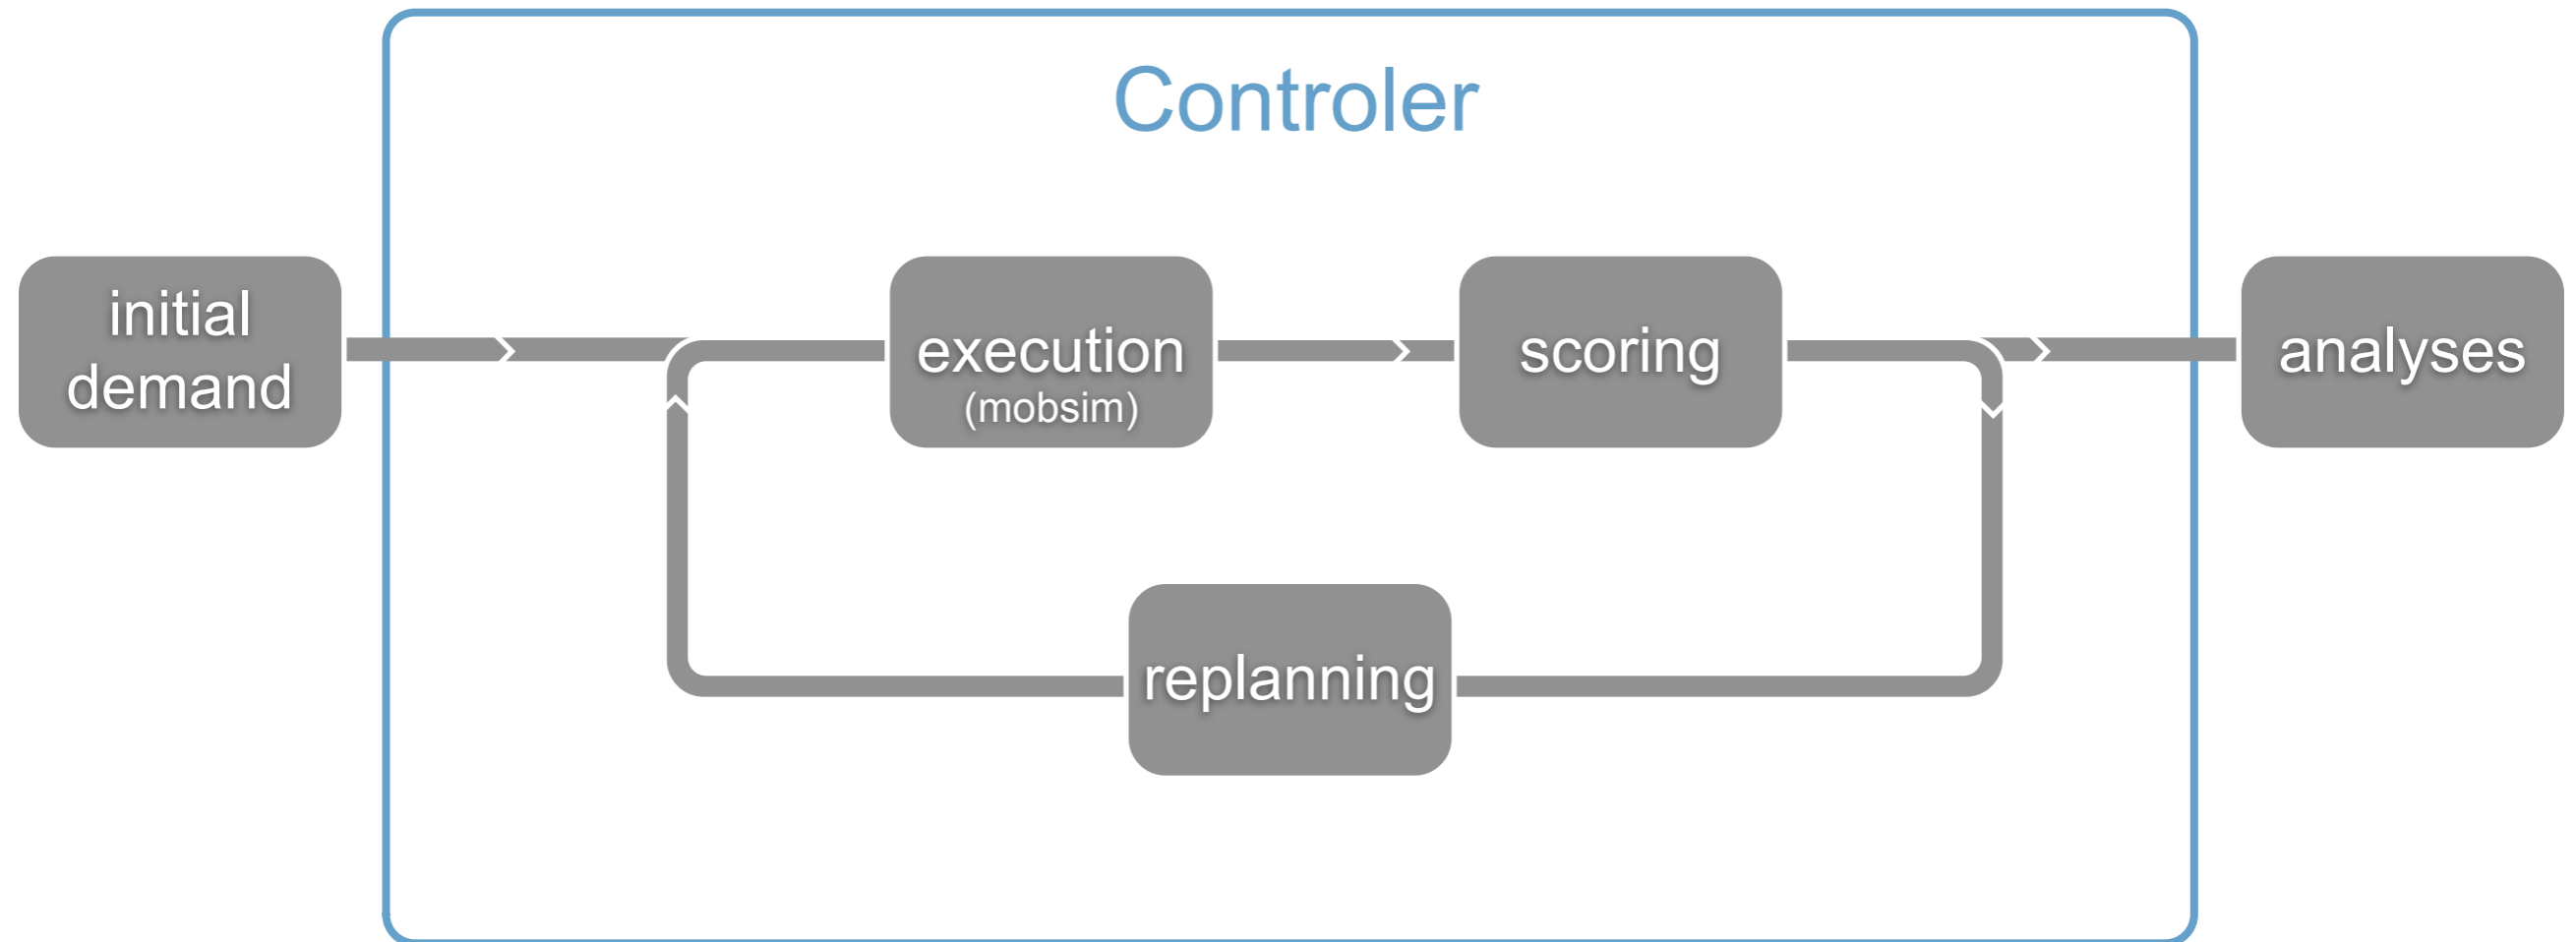 Controler
initial
demand
execution
(mobsim)
scoring
analyses
replanning